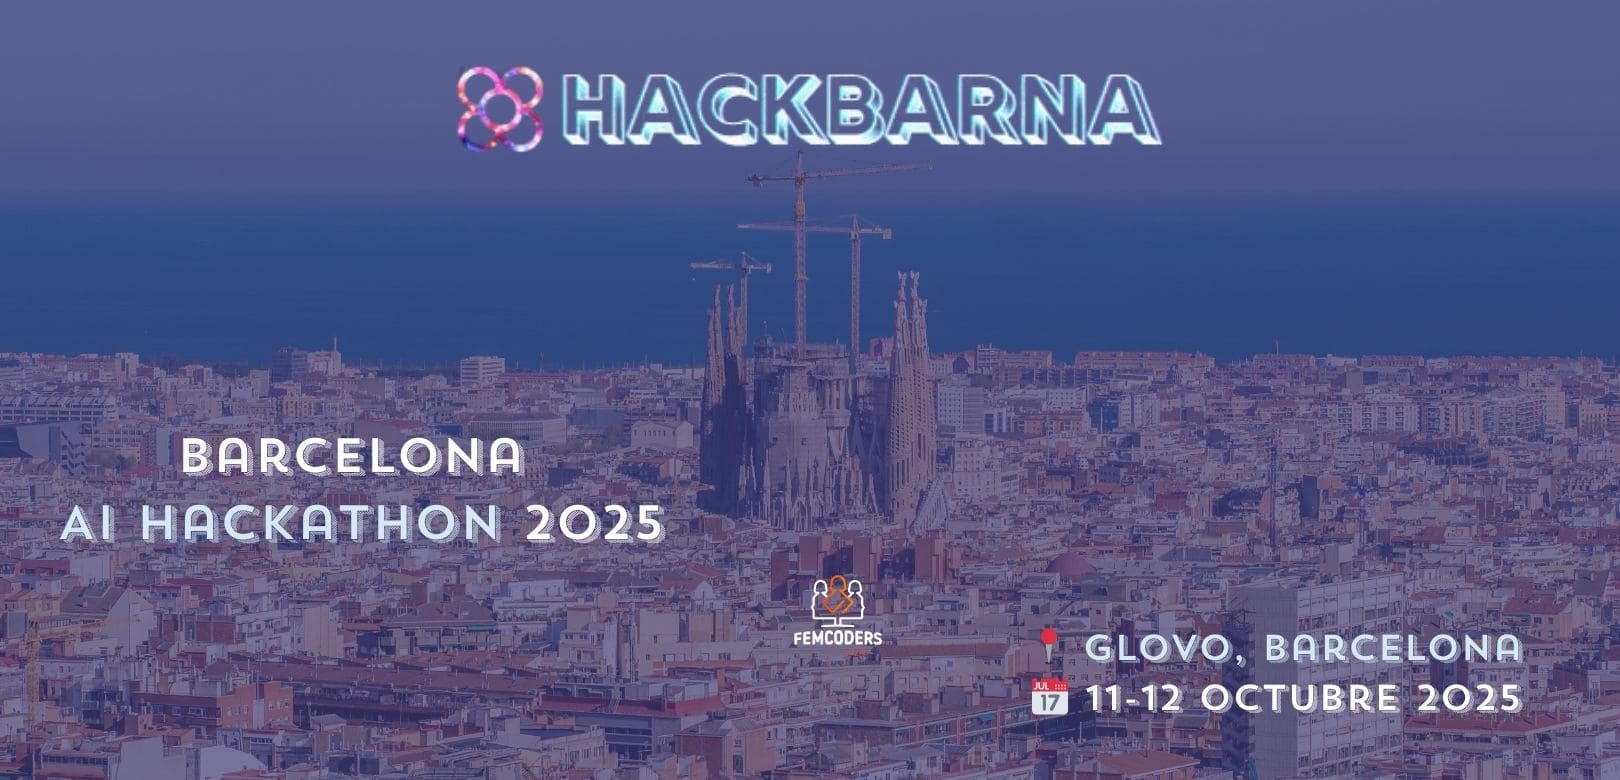 HACKBARNA
BARCELONA
AI HACKATHON 2025
FEMCODERS
GLOVO, BARCELONA
JUL
17
11-12 OCTUBRE 2025